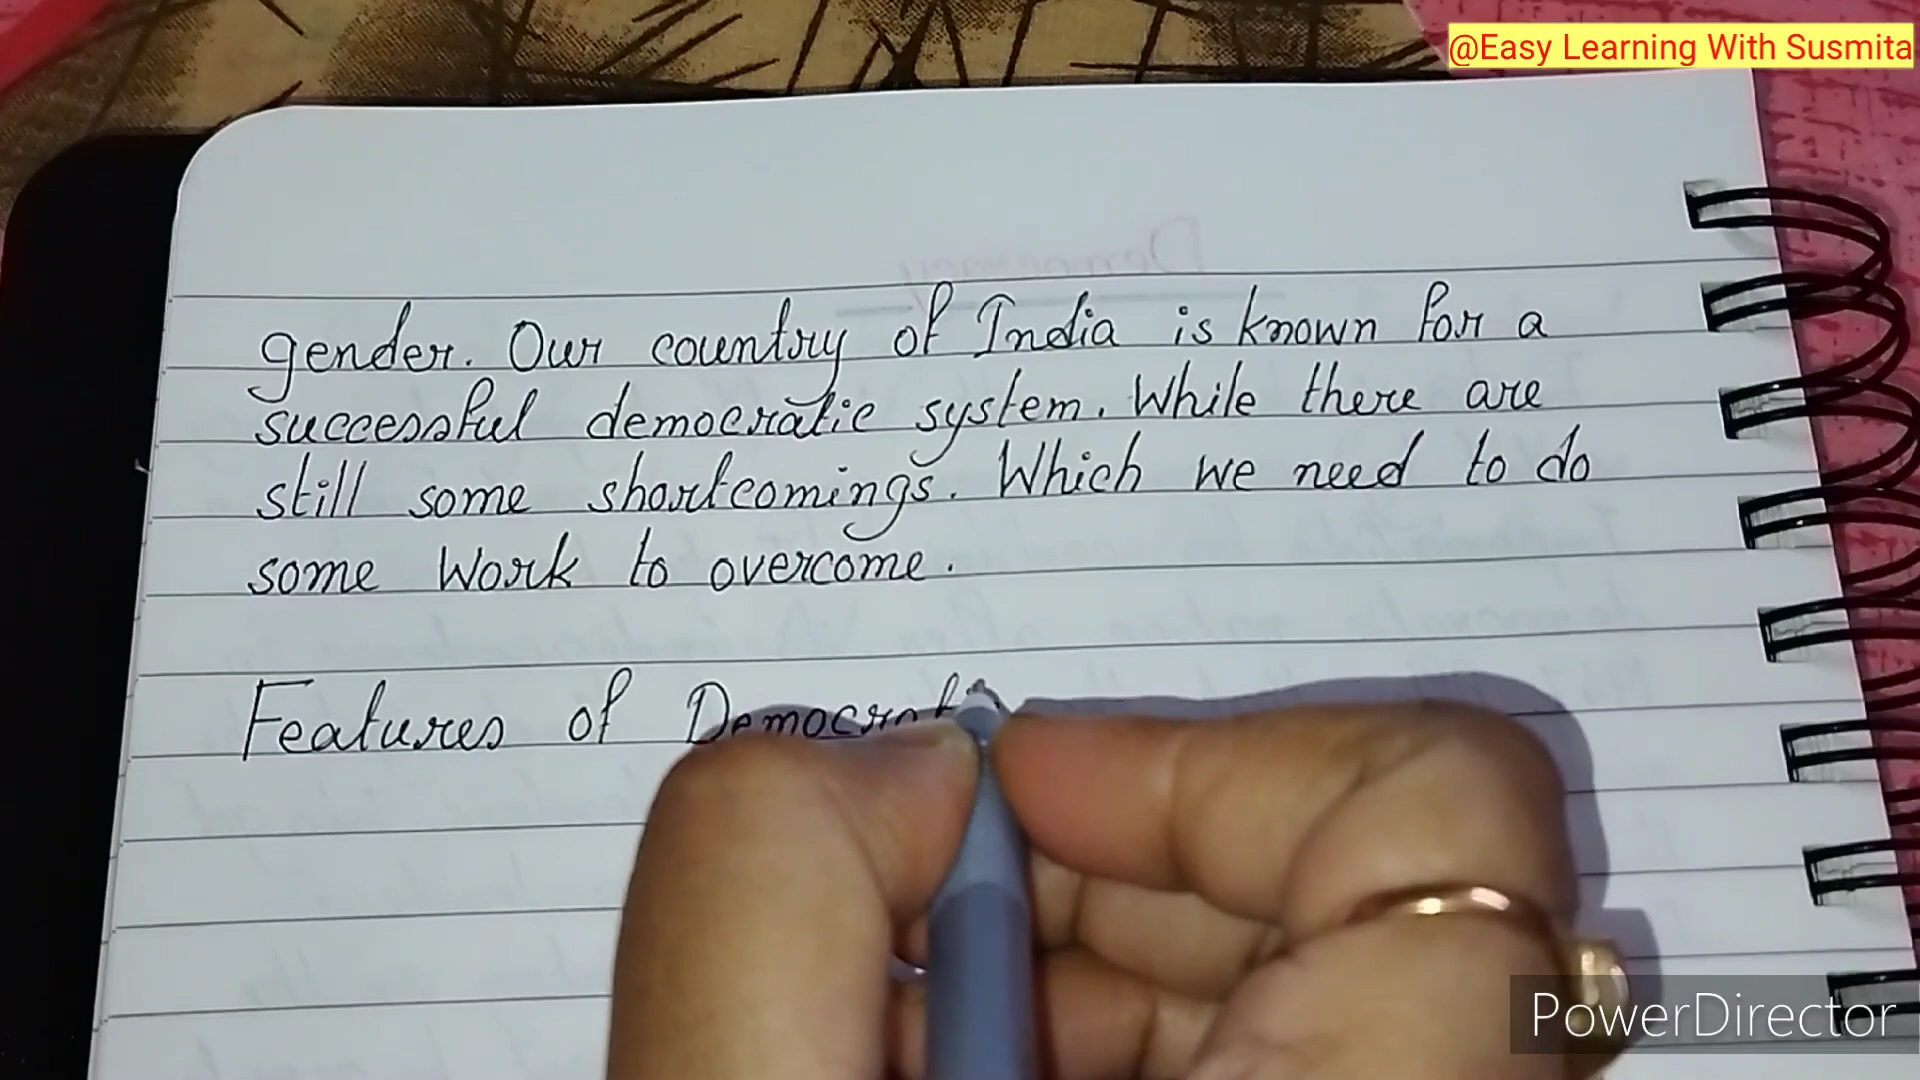 @Easy Learning With Susmita
gender. Our country of India is known for a
successful democratic system. While there are
still some shortcomings. Which we need to do
some work to overcome.
Features of Democrat
PowerDirector